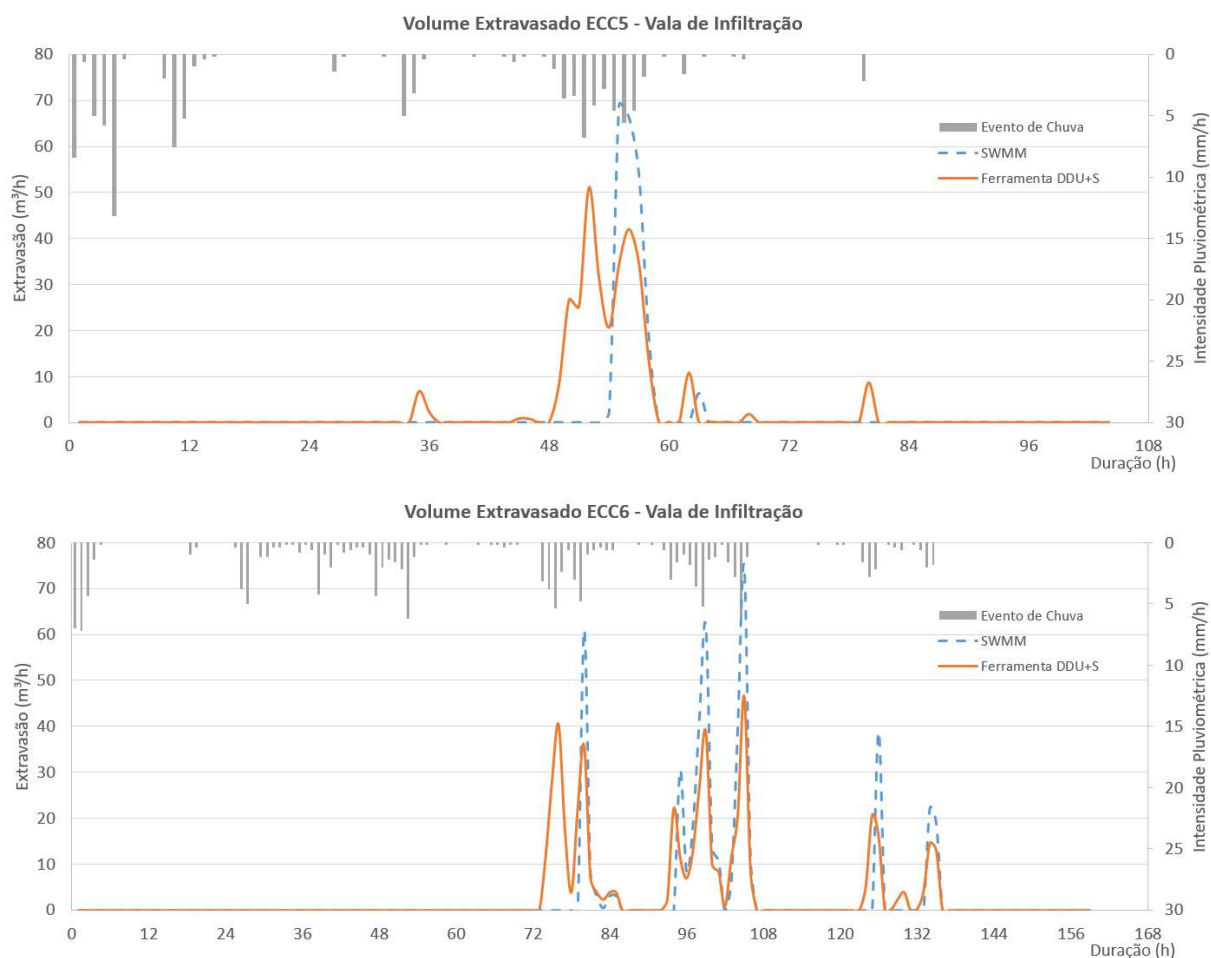 Volume Extravasado ECC5 - Vala de Infiltração
80
70
60
50
40
30
20
10
0
Extravasão (m³/h)
0
5
10
15
20
25
30
Intensidade Pluviométrica (mm/h)
Evento de Chuva
SWMM
Ferramenta DDU+S
0 12 24 36 48 60 72 84 96 108
Duração (h)
Volume Extravasado ECC6 - Vala de Infiltração
80
70
60
50
40
30
20
10
0
Extravasão (m³/h)
0
5
10
15
20
25
30
Intensidade Pluviométrica (mm/h)
Evento de Chuva
SWMM
Ferramenta DDU+S
0 12 24 36 48 60 72 84 96 108 120 132 144 156 168
Duração (h)